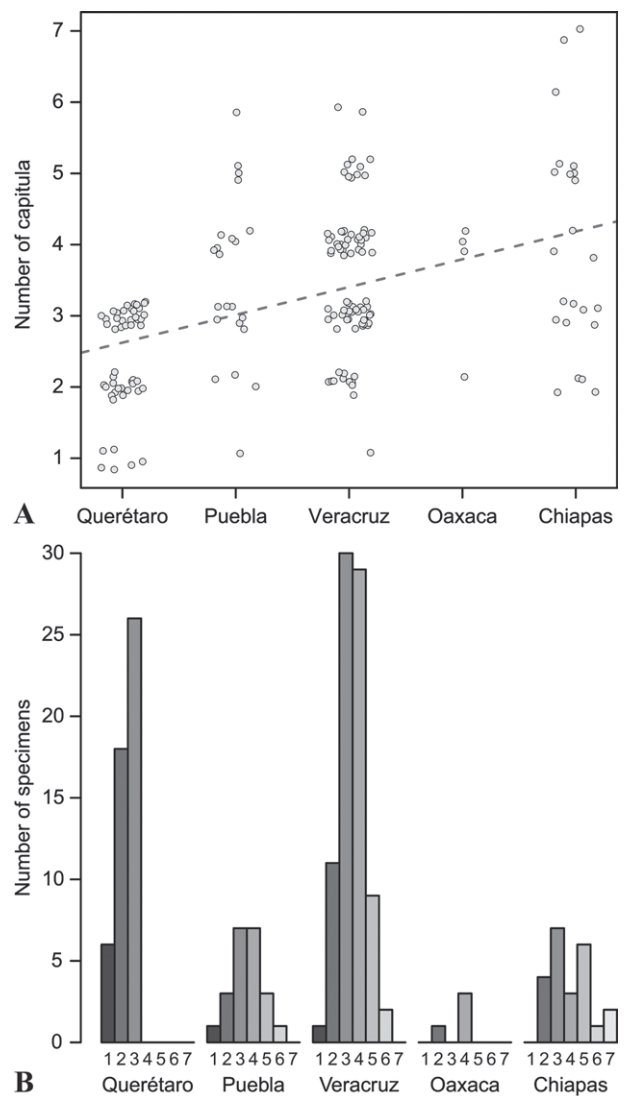 7
6
5
4
3
2
1
Number of capitula
A
Querétaro Puebla Veracruz Oaxaca Chiapas
30
25
20
15
10
5
0
Number of specimens
1 2 3 4 5 6 7 1 2 3 4 5 6 7 1 2 3 4 5 6 7 1 2 3 4 5 6 7 1 2 3 4 5 6 7
B
Querétaro Puebla Veracruz Oaxaca Chiapas